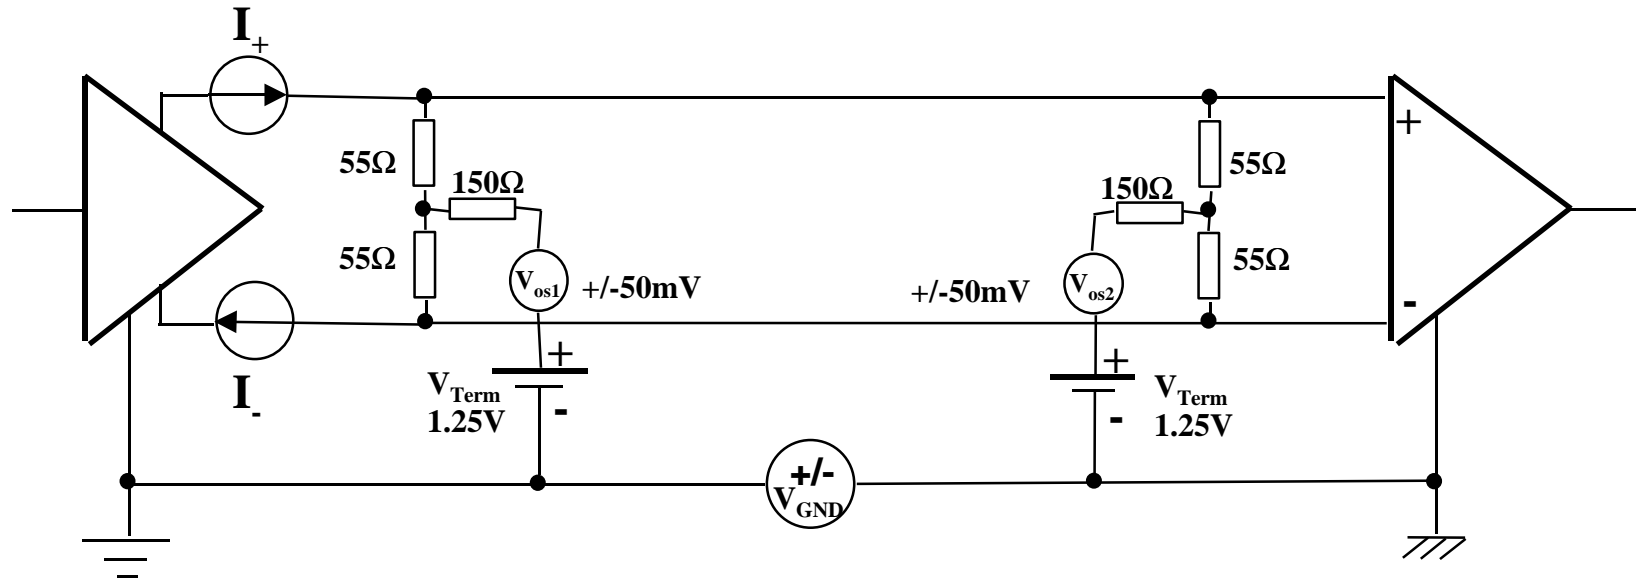 I+
55Ω
150Ω
55Ω
Vos1
+/-50mV
VTerm
1.25V
+
-
I-
+/-
VGND
150Ω
55Ω
+/-50mV
Vos2
55Ω
+
-
VTerm
1.25V
+
-